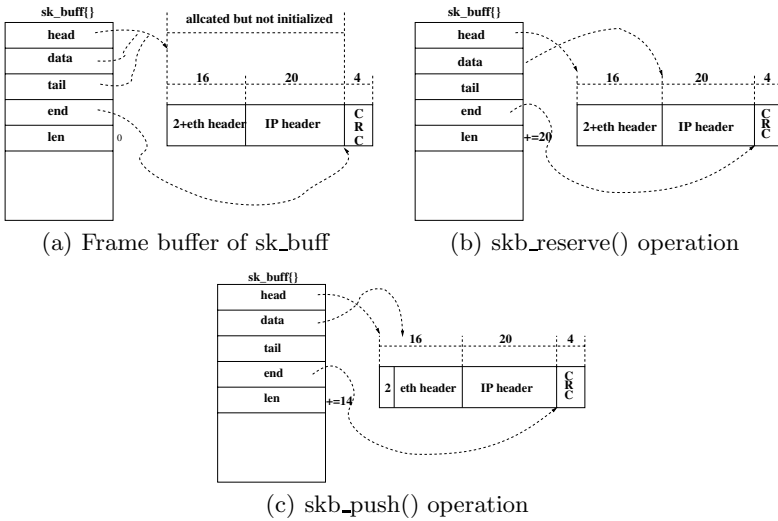 sk_buff{}
head
data
tail
end
len
0
allcated but not initialized
16 20 4
2+eth header IP header CRC
(a) Frame buffer of sk_buff
sk_buff{}
head
data
tail
end
len
+=20
16 20 4
2+eth header IP header CRC
(b) skb_reserve() operation
sk_buff{}
head
data
tail
end
len
+=14
16 20 4
2 eth header IP header CRC
(c) skb_push() operation